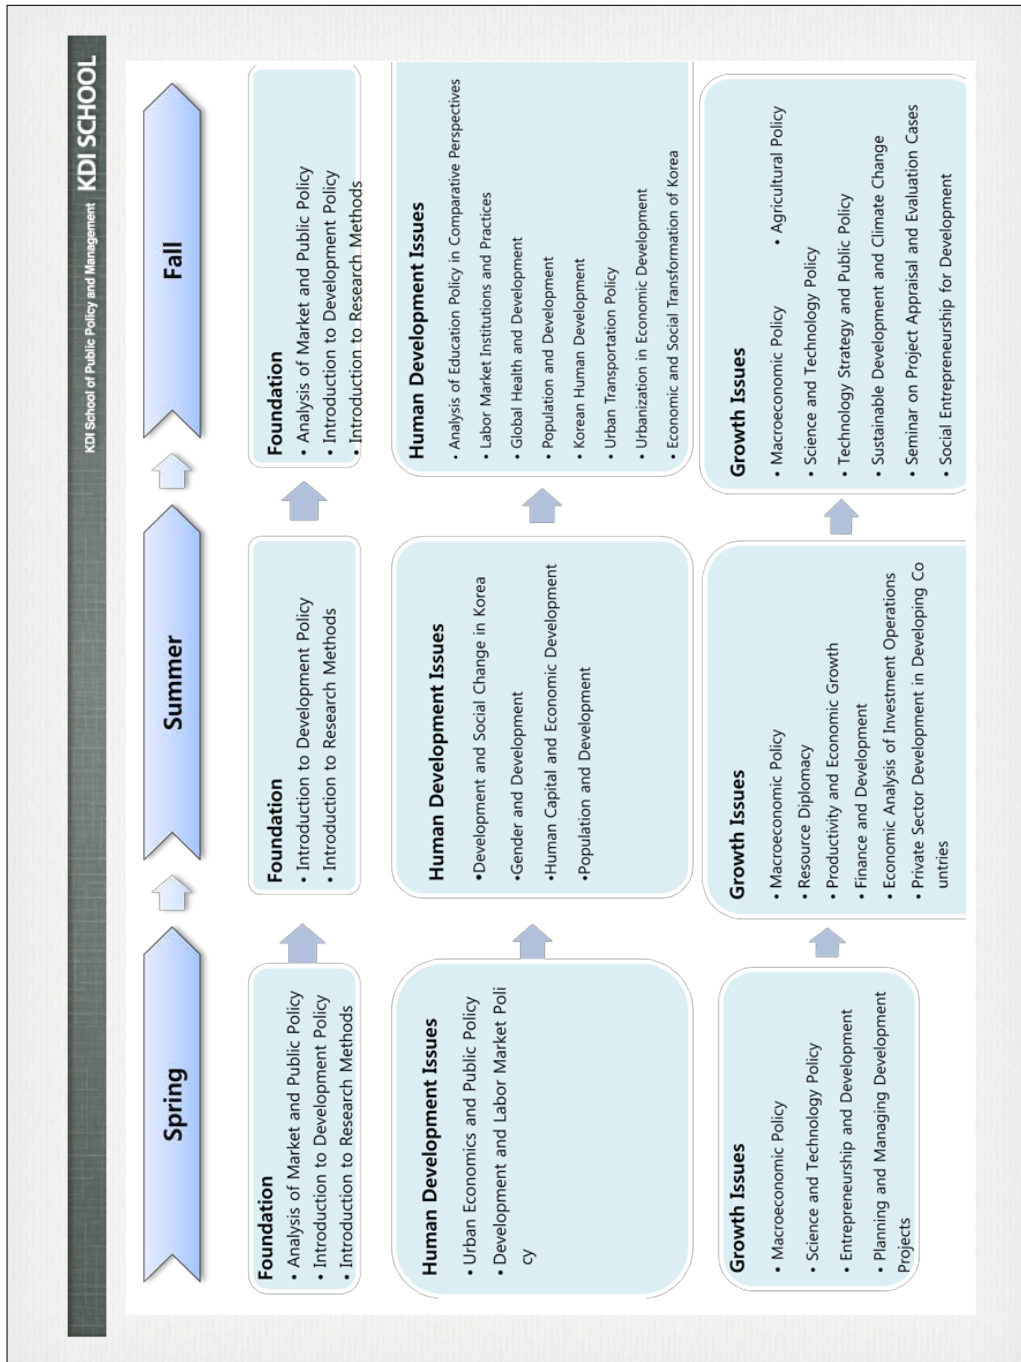 KDI School of Public Policy and Management KDI SCHOOL
Spring
Summer
Fall
Foundation
• Analysis of Market and Public Policy
• Introduction to Development Policy
• Introduction to Research Methods
Foundation
• Introduction to Development Policy
• Introduction to Research Methods
Foundation
• Analysis of Market and Public Policy
• Introduction to Development Policy
• Introduction to Research Methods
Human Development Issues
• Urban Economics and Public Policy
• Development and Labor Market Poli
cy
Human Development Issues
•Development and Social Change in Korea
•Gender and Development
•Human Capital and Economic Development
•Population and Development
Human Development Issues
• Analysis of Education Policy in Comparative Perspectives
• Labor Market Institutions and Practices
• Global Health and Development
• Population and Development
• Korean Human Development
• Urban Transportation Policy
• Urbanization in Economic Development
• Economic and Social Transformation of Korea
Growth Issues
• Macroeconomic Policy
• Science and Technology Policy
• Entrepreneurship and Development
• Planning and Managing Development
Projects
Growth Issues
• Macroeconomic Policy
• Resource Diplomacy
• Productivity and Economic Growth
• Finance and Development
• Economic Analysis of Investment Operations
• Private Sector Development in Developing Co
untries
Growth Issues
• Macroeconomic Policy • Agricultural Policy
• Science and Technology Policy
• Technology Strategy and Public Policy
• Sustainable Development and Climate Change
• Seminar on Project Appraisal and Evaluation Cases
• Social Entrepreneurship for Development